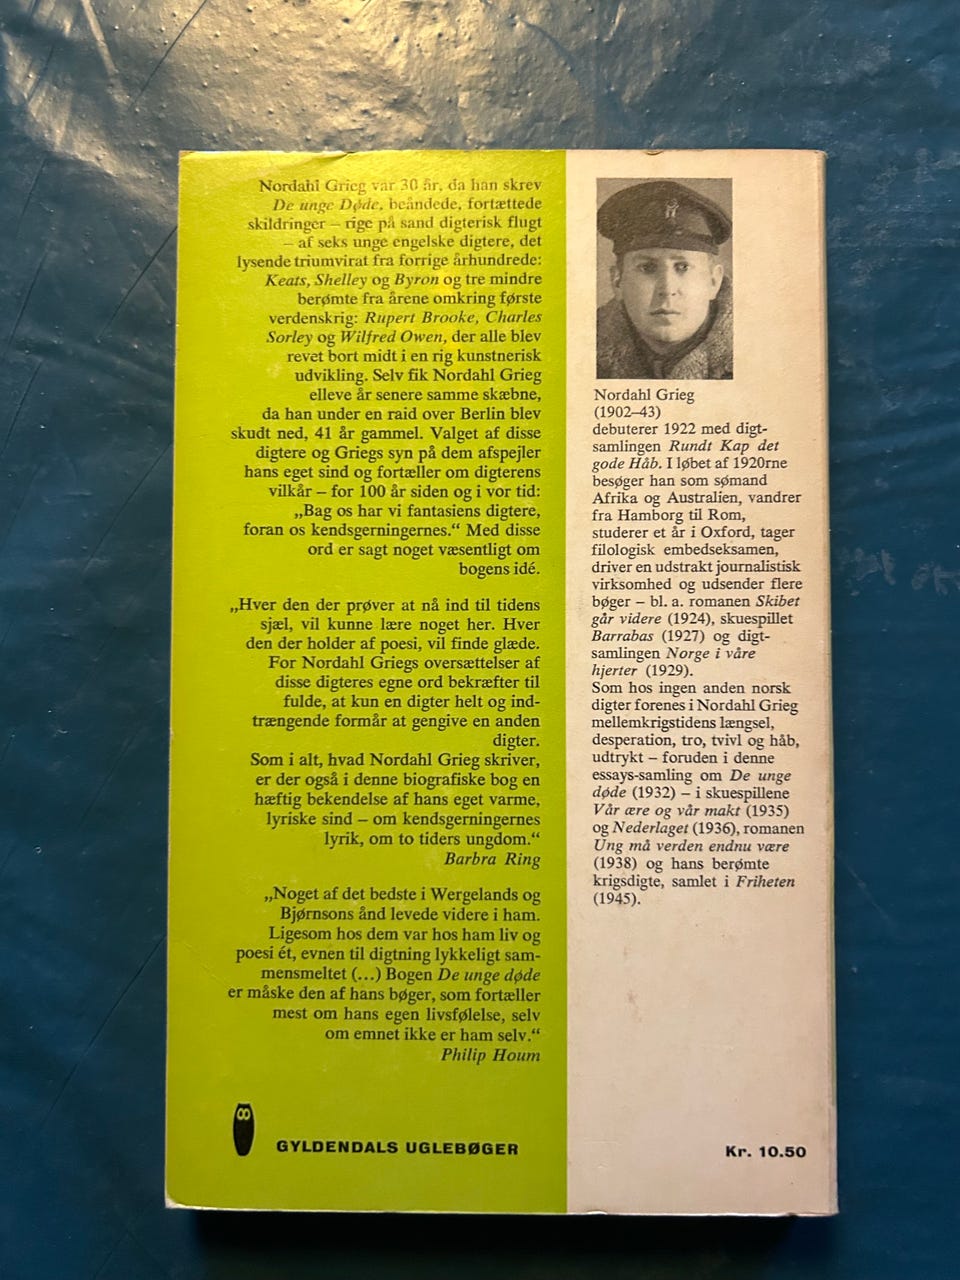 Nordahl Grieg var 30 år, da han skrev
De unge Døde, beåndede, fortættede
skildringer – rige på sand digterisk flugt
– af seks unge engelske digtere, det
lysende triumvirat fra forrige århundrede:
Keats, Shelley og Byron og tre mindre
berømte fra årene omkring første
verdenskrig: Rupert Brooke, Charles
Sorley og Wilfred Owen, der alle blev
revet bort midt i en rig kunstnerisk
udvikling. Selv fik Nordahl Grieg
elleve år senere samme skæbne,
da han under en raid over Berlin blev
skudt ned, 41 år gammel. Valget af disse
digtere og Griegs syn på dem afspejler
hans eget sind og fortæller om digterens
vilkår – for 100 år siden og i vor tid:
„Bag os har vi fantasiens digtere,
foran os kendsgerningernes.“ Med disse
ord er sagt noget væsentligt om
bogens idé.
„Hver den der prøver at nå ind til tidens
sjæl, vil kunne lære noget her. Hver
den der holder af poesi, vil finde glæde.
For Nordahl Griegs oversættelser af
disse digteres egne ord bekræfter til
fulde, at kun en digter helt og ind-
trængende formår at gengive en anden
digter.
Som i alt, hvad Nordahl Grieg skriver,
er der også i denne biografiske bog en
hæftig bekendelse af hans eget varme,
lyriske sind – om kendsgerningernes
lyrik, om to tiders ungdom.“
Barbra Ring
„Noget af det bedste i Wergelands og
Bjørnsons ånd levede videre i ham.
Ligesom hos dem var hos ham liv og
poesi ét, evnen til digtning lykkeligt sam-
mensmeltet (...) Bogen De unge døde
er måske den af hans bøger, som fortæller
mest om hans egen livsfølelse, selv
om emnet ikke er ham selv.“
Philip Houm
GYLDENDALS UGLEBØGER
Nordahl Grieg
(1902–43)
debuterer 1922 med digt-
samlingen Rundt Kap det
gode Håb. I løbet af 1920rne
besøger han som sømand
Afrika og Australien, vandrer
fra Hamborg til Rom,
studerer et år i Oxford, tager
filologisk embedseksamen,
driver en udstrakt journalistisk
virksomhed og udsender flere
bøger – bl. a. romanen Skibet
går videre (1924), skuespillet
Barrabas (1927) og digt-
samlingen Norge i våre
hjerter (1929).
Som hos ingen anden norsk
digter forenes i Nordahl Grieg
mellemkrigstidens længsel,
desperation, tro, tvivl og håb,
udtrykt – foruden i denne
essays-samling om De unge
døde (1932) – i skuespillene
Vår ære og vår makt (1935)
og Nederlaget (1936), romanen
Ung må verden endnu være
(1938) og hans berømte
krigsdigte, samlet i Friheten
(1945).
Kr. 10.50